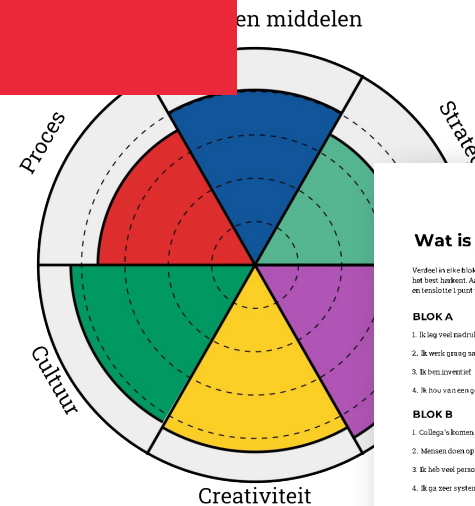 en middelen
Proces
Strate
Cultuur
Creativiteit
Wat is
Verdeel in elke blok
het best herkent. A
en tenslotte 1 punt
BLOK A
1. Ik leg veel nadru
2. Ik werk graag sa
3. Ik ben inventief
4. Ik hou van een g
BLOK B
1. Collega's komen
2. Mensen doen op
3. Ik heb veel perso
4. Ik ga zeer system